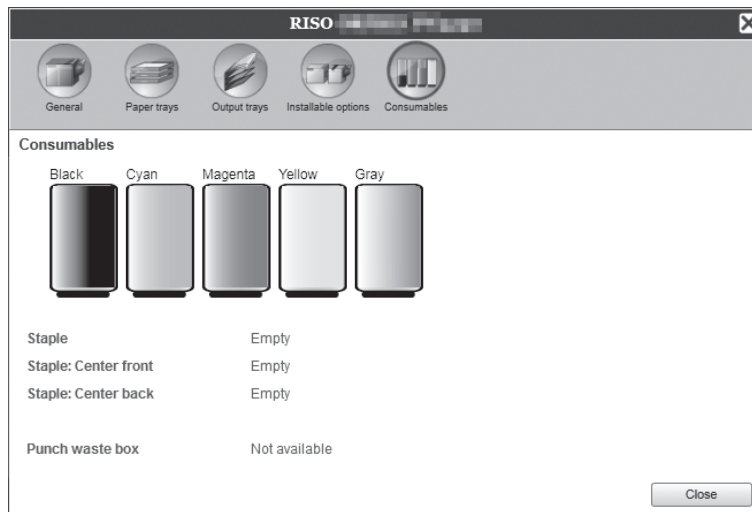 RISO
General Paper trays Output trays Installable options Consumables
Consumables
Black Cyan Magenta Yellow Gray
Staple Empty
Staple: Center front Empty
Staple: Center back Empty
Punch waste box Not available
Close